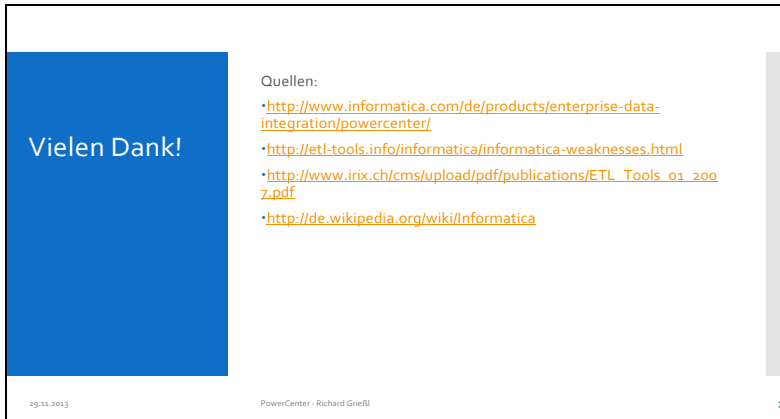 Vielen Dank!
Quellen:
•http://www.informatica.com/de/products/enterprise-data-
integration/powercenter/
•http://etl-tools.info/informatica/informatica-weaknesses.html
•http://www.irix.ch/cms/upload/pdf/publications/ETL_Tools_01_200
7.pdf
•http://de.wikipedia.org/wiki/Informatica
29.11.2013
PowerCenter - Richard Grießl
7